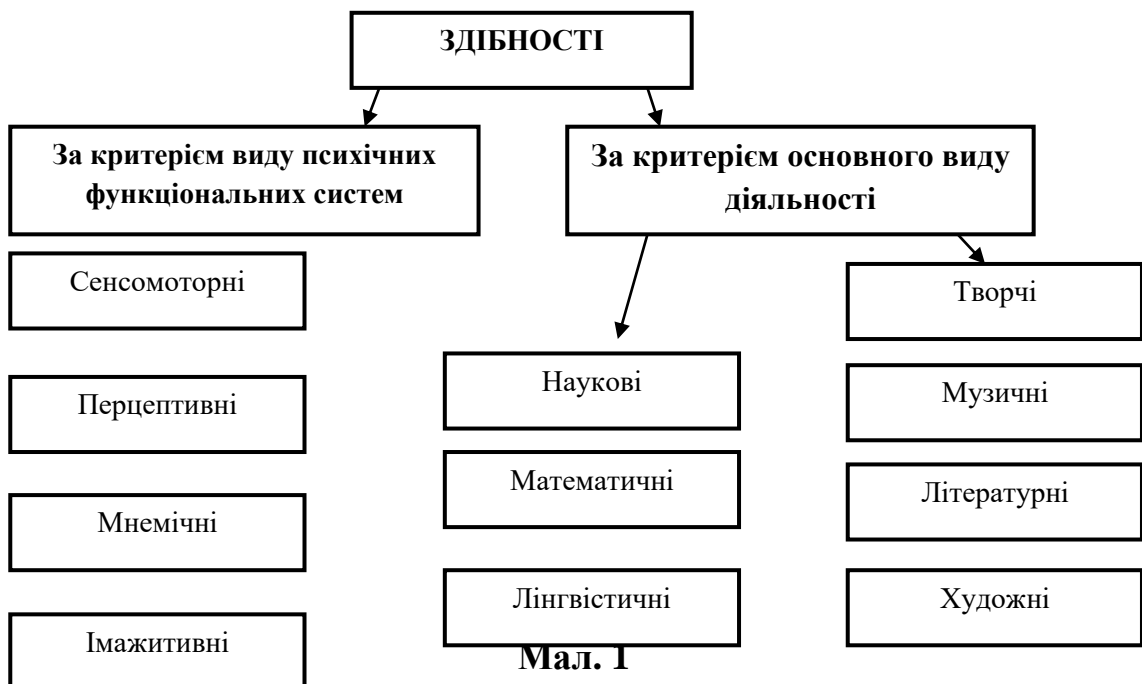 ЗДІБНОСТІ
За критерієм виду психічних
функціональних систем
За критерієм основного виду
діяльності
Сенсомоторні
Перцептивні
Мнемічні
Імажитивні
Наукові
Математичні
Лінгвістичні
Творчі
Музичні
Літературні
Художні
Мал. 1